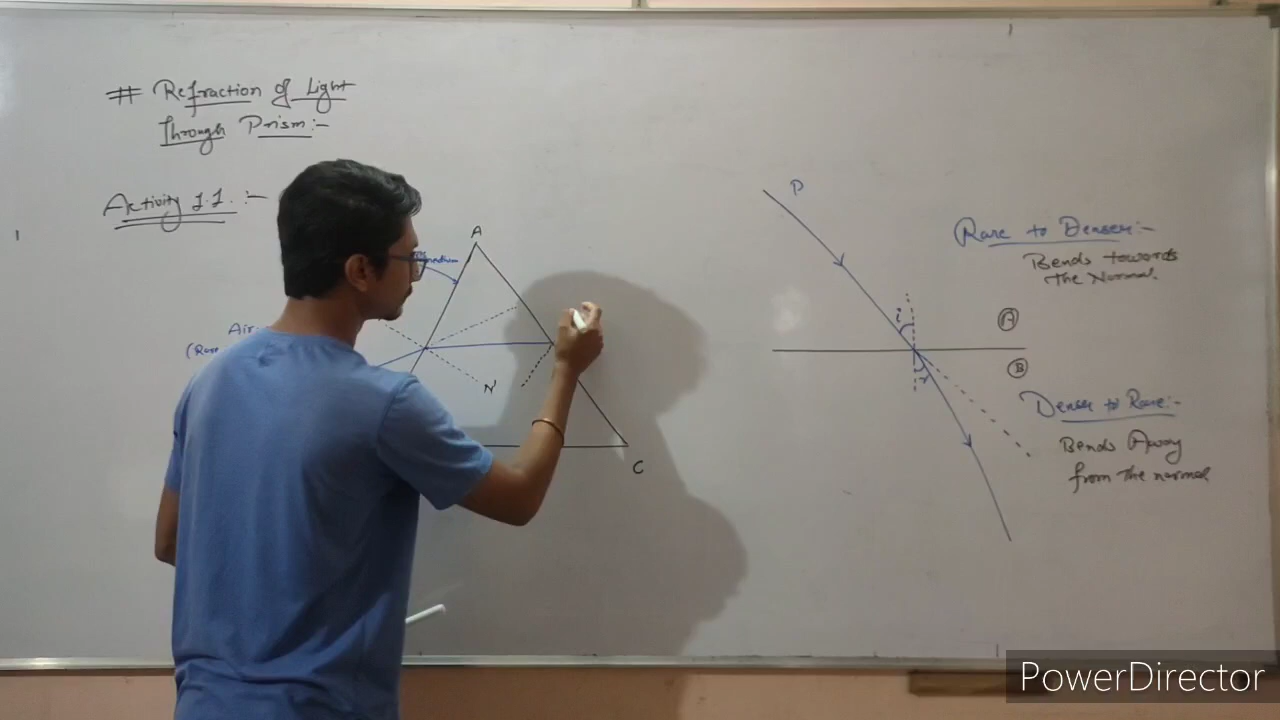 # Refraction of Light
Through Prism:-
Activity 1.1. :-
A
Air
(Rare
N'
C
P
i
r
A
B
Rare to Denser:-
Bends towards
The Normal.
Denser to Rare:-
Bends Away
from The normal
PowerDirector